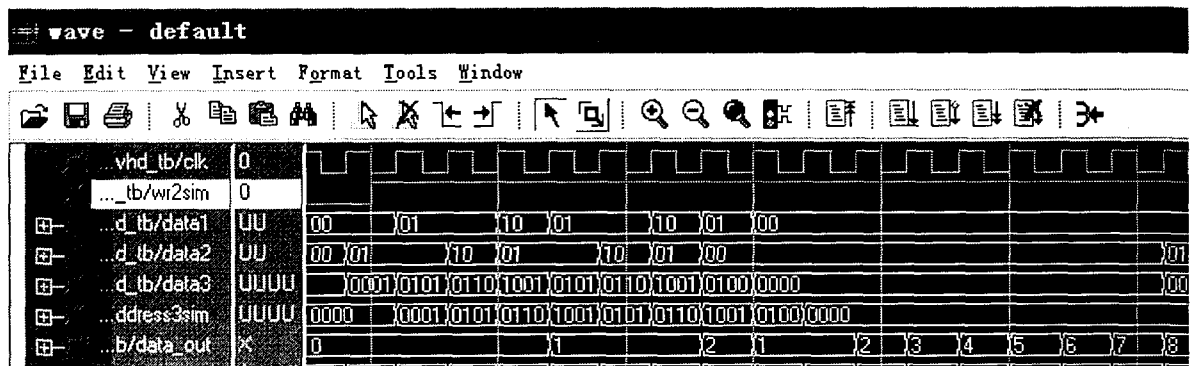 wave - default
File Edit View Insert Format Tools Window
...vhd_tb/clk 0
..._tb/wr2sim 0
...d_tb/data1 UU 00 01 10 01 10 01 00
...d_tb/data2 UU 00 01 10 01 10 01 00 01
...d_tb/data3 UUUU 0001 0101 0110 1001 0101 0110 1001 0100 0000 00
...ddress3sim UUUU 0000 0001 0101 0110 1001 0101 0110 1001 0100 0000
...b/data_out X 0 1 2 1 2 3 4 5 6 7 8